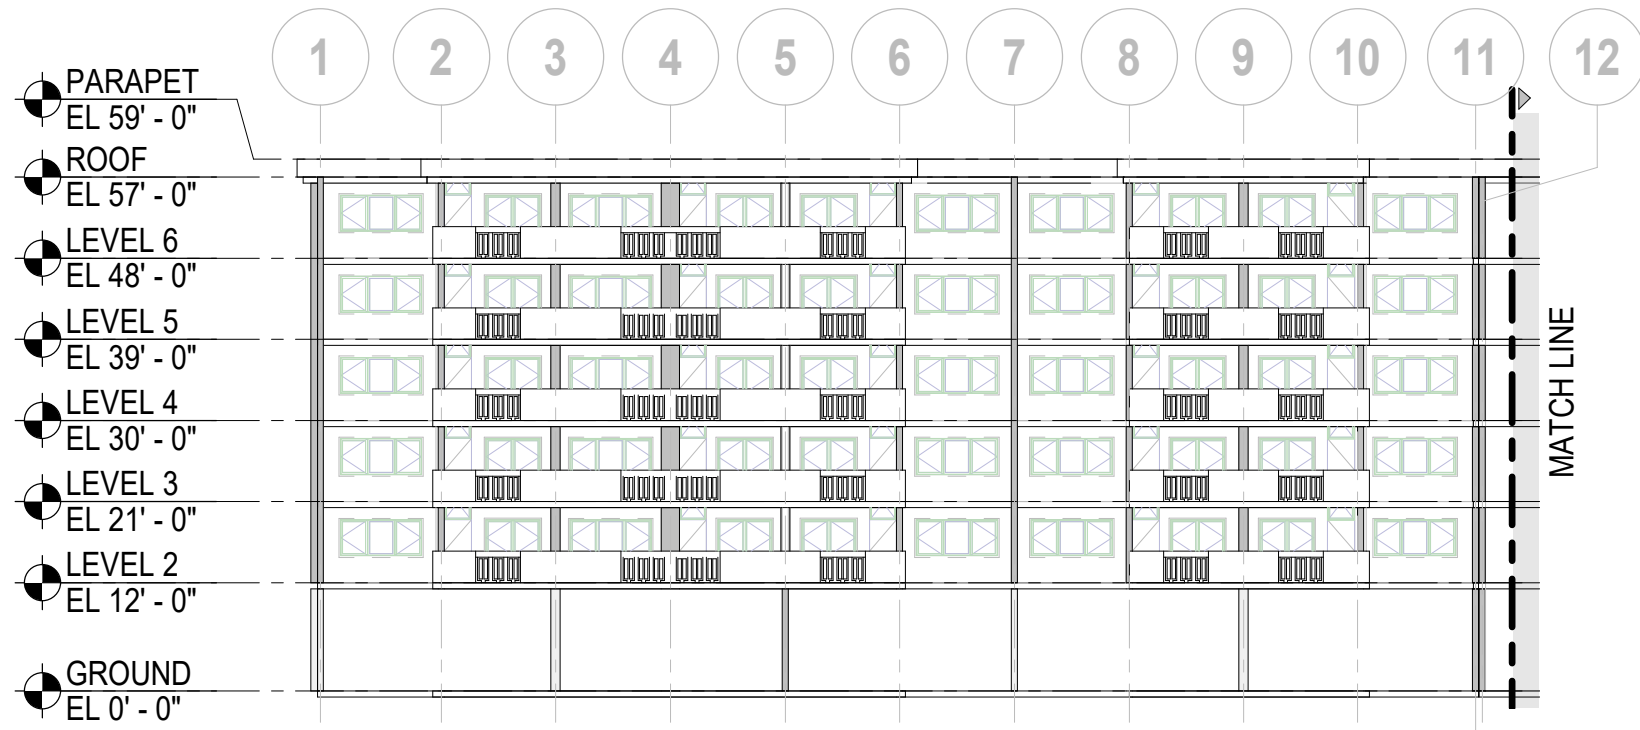 1 2 3 4 5 6 7 8 9 10 11 12
PARAPET
EL 59' - 0"
ROOF
EL 57' - 0"
LEVEL 6
EL 48' - 0"
LEVEL 5
EL 39' - 0"
LEVEL 4
EL 30' - 0"
LEVEL 3
EL 21' - 0"
LEVEL 2
EL 12' - 0"
GROUND
EL 0' - 0"
MATCH LINE